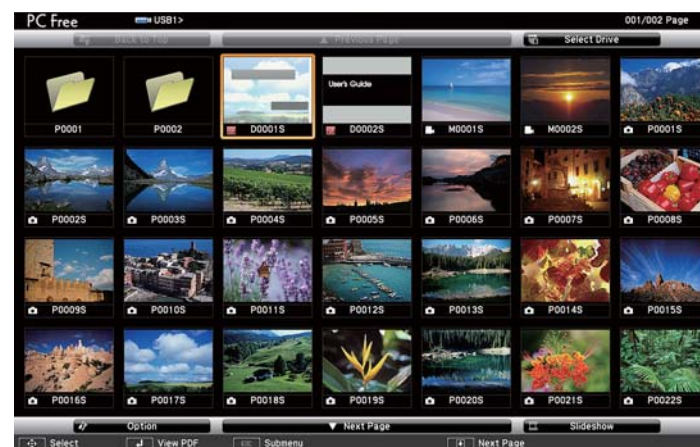 PC Free USB1> 001/002 Page
Back to Top ▲ Previous Page Select Drive
User's Guide
P0001 P0002 D0001S D0002S M0001S M0002S P0001S
P0002S P0003S P0004S P0005S P0006S P0007S P0008S
P0009S P0010S P0011S P0012S P0013S P0014S P0015S
P0016S P0017S P0018S P0019S P0020S P0021S P0022S
Option ▼ Next Page Slideshow
Select View PDF ESC Submenu Next Page